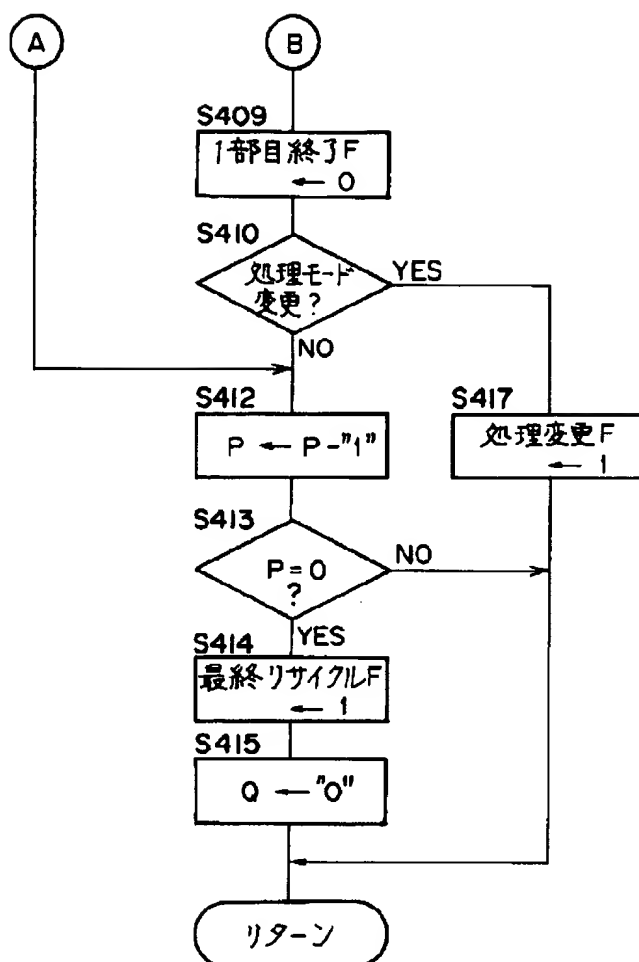 A
B
S409
1部目終了F
← 0
S410
処理モード
変更?
YES
NO
S412
P ← P-"1"
S417
処理変更F
← 1
S413
P=0
?
NO
YES
S414
最終リサイクルF
← 1
S415
Q ← "0"
リターン